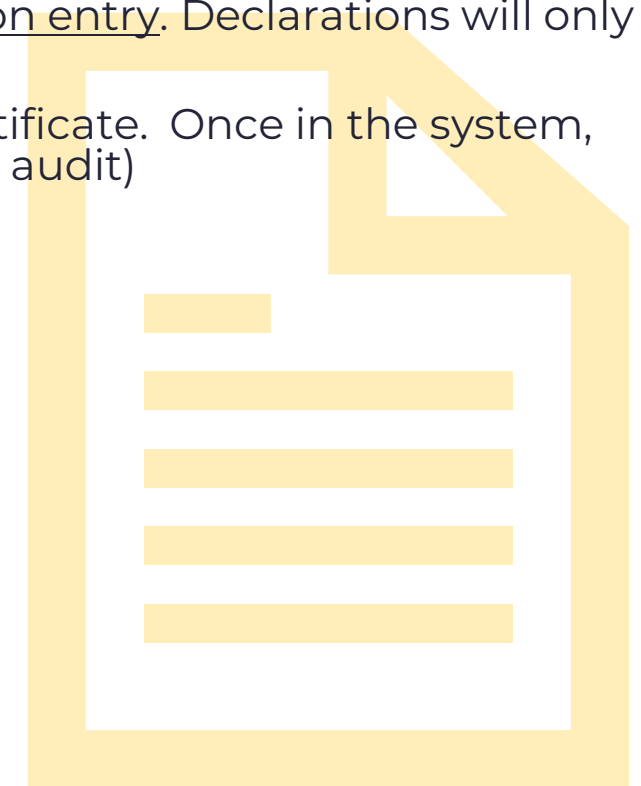 on entry. Declarations will only
tificate. Once in the system,
audit)